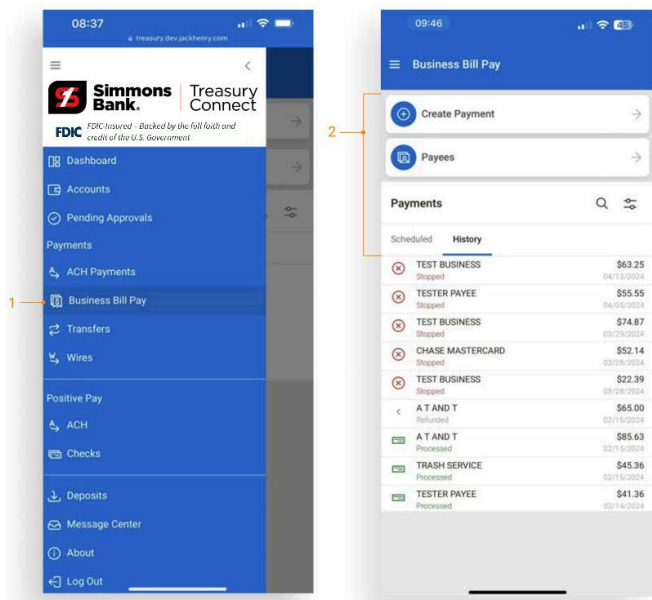 08:37
treasury.dev.jackhenry.com
Simmons Bank.
Treasury Connect
FDIC FDIC-Insured – Backed by the full faith and
credit of the U.S. Government
Dashboard
Accounts
Pending Approvals
Payments
ACH Payments
1
Business Bill Pay
Transfers
Wires
Positive Pay
ACH
Checks
Deposits
Message Center
About
Log Out
09:46
Business Bill Pay
Create Payment
2
Payees
Payments
Scheduled History
TEST BUSINESS $63.25
Stopped 04/12/2024
TESTER PAYEE $55.55
Stopped 04/05/2024
TEST BUSINESS $74.87
Stopped 03/29/2024
CHASE MASTERCARD $52.14
Stopped 03/28/2024
TEST BUSINESS $22.39
Stopped 03/28/2024
A T AND T $65.00
Refunded 02/15/2024
A T AND T $85.63
Processed 02/15/2024
TRASH SERVICE $45.36
Processed 02/15/2024
TESTER PAYEE $41.36
Processed 02/14/2024